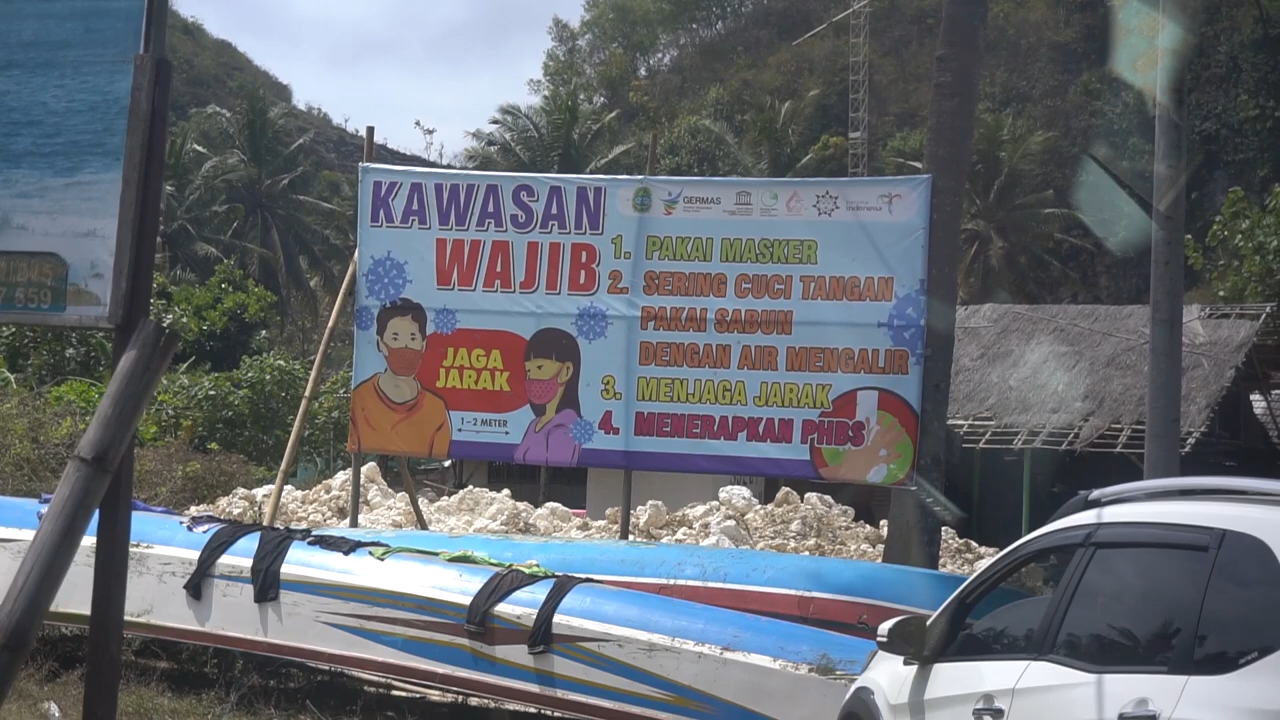 KAWASAN
WAJIB
GERMAS
indonesia
1. PAKAI MASKER
2. SERING CUCI TANGAN
PAKAI SABUN
DENGAN AIR MENGALIR
3. MENJAGA JARAK
4. MENERAPKAN PHBS
JAGA
JARAK
1-2 METER